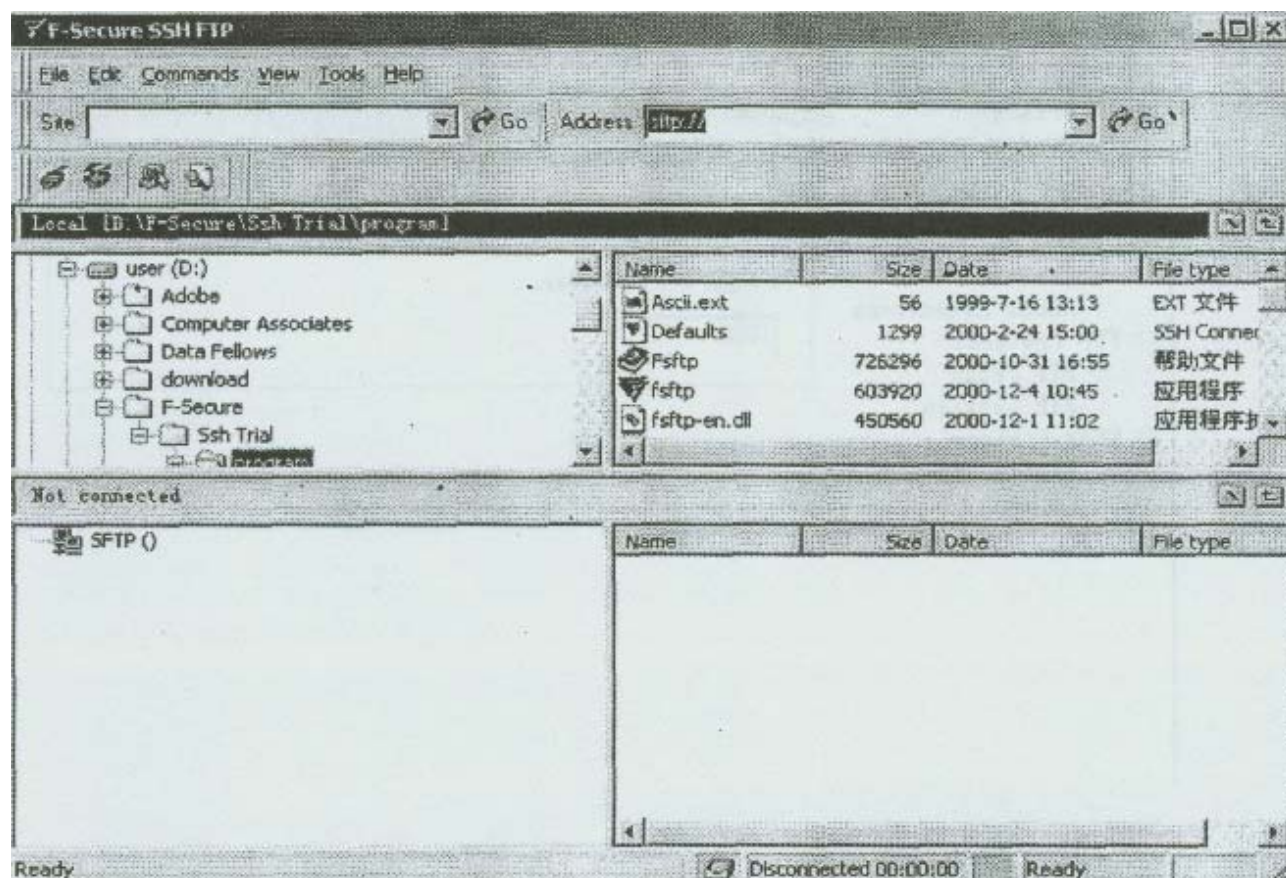 F-Secure SSH FTP
File Edit Commands View Tools Help
Site Go Address sftp:// Go
Local [D:\F-Secure\Ssh Trial\program]
user (D:)
Adobe
Computer Associates
Data Fellows
download
F-Secure
Ssh Trial
program
Name Size Date File type
Ascii.ext 56 1999-7-16 13:13 EXT 文件
Defaults 1299 2000-2-24 15:00 SSH Connec
Fsftp 726296 2000-10-31 16:55 帮助文件
fsftp 603920 2000-12-4 10:45 应用程序
fsftp-en.dll 450560 2000-12-1 11:02 应用程序扩
Not connected
SFTP ()
Name Size Date File type
Ready Disconnected 00:00:00 Ready